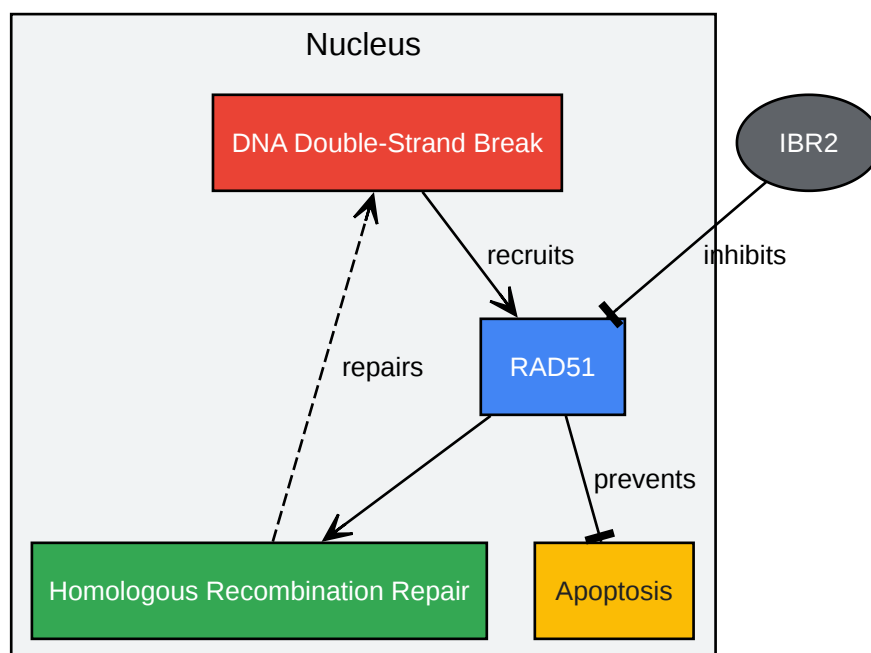 Nucleus
DNA Double-Strand Break
IBR2
recruits
inhibits
RAD51
repairs
prevents
Homologous Recombination Repair
Apoptosis